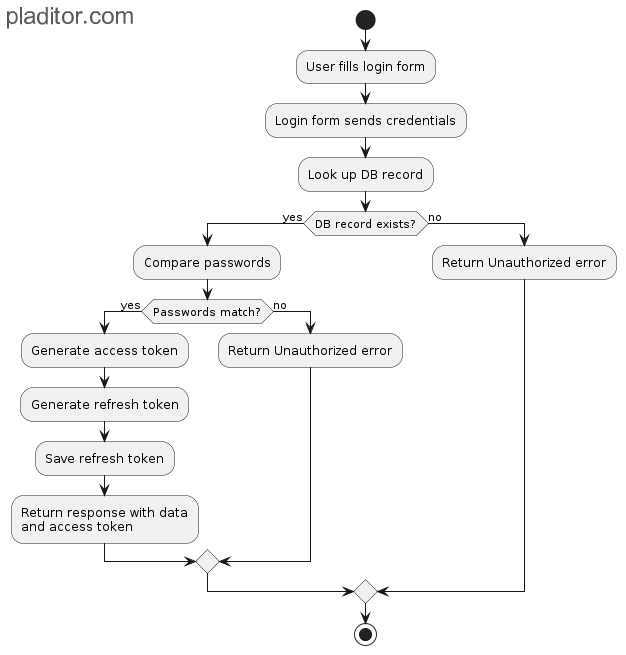 pladitor.com
User fills login form
Login form sends credentials
Look up DB record
DB record exists?
yes
no
Compare passwords
Return Unauthorized error
Passwords match?
yes
no
Generate access token
Return Unauthorized error
Generate refresh token
Save refresh token
Return response with data
and access token